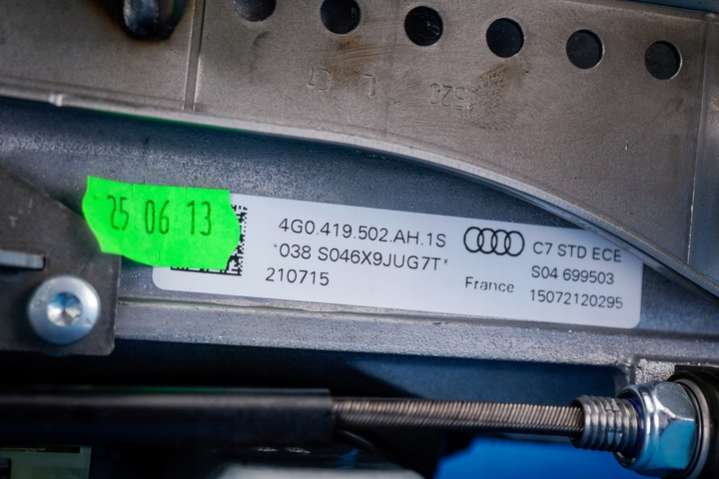 25 06 13
4G0.419.502.AH.1S
*038 S046X9JUG7T*
210715
C7 STD ECE
S04 699503
France 15072120295